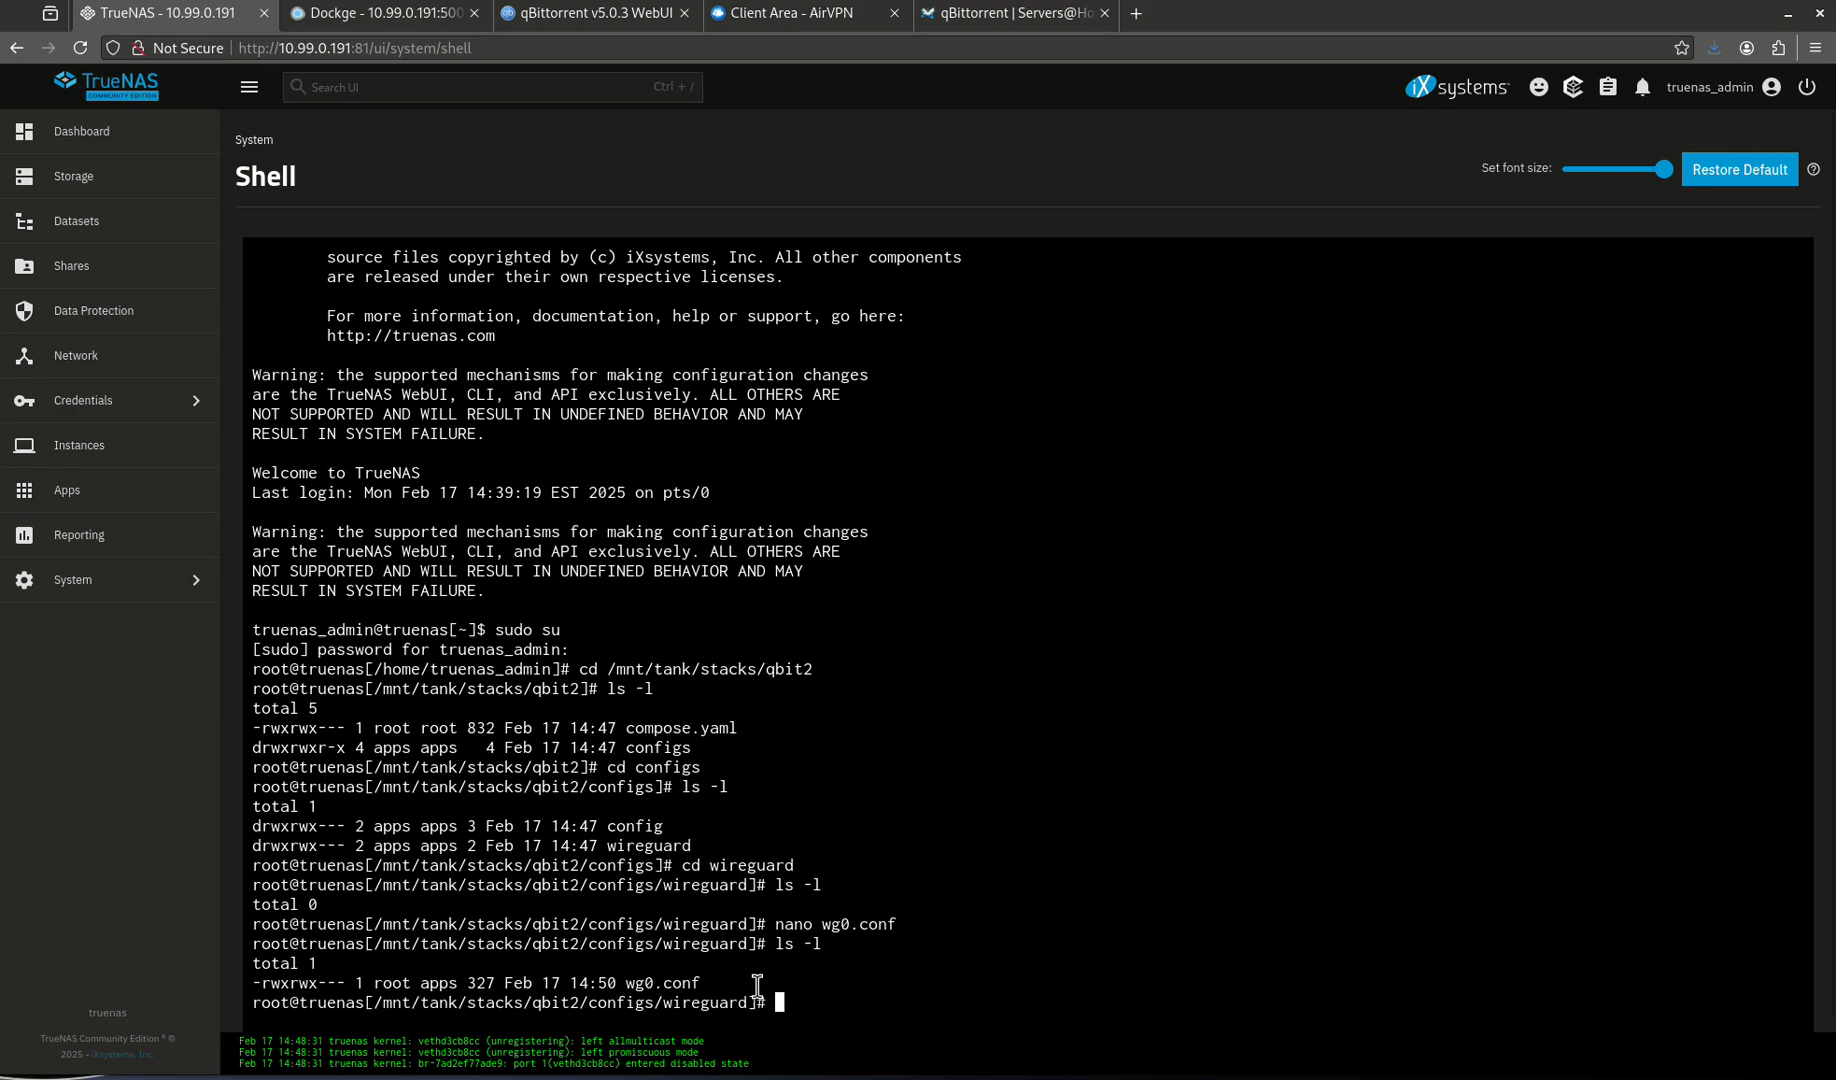 TrueNAS - 10.99.0.191
Dockge - 10.99.0.191:500
qBittorrent v5.0.3 WebUI
Client Area - AirVPN
qBittorrent | Servers@Ho
Not Secure
http://10.99.0.191:81/ui/system/shell
TrueNAS
COMMUNITY EDITION
Search UI
Ctrl + /
iXsystems
truenas_admin
Dashboard
Storage
Datasets
Shares
Data Protection
Network
Credentials
Instances
Apps
Reporting
System
truenas
TrueNAS Community Edition ® ©
2025 - iXsystems, Inc.
System
Shell
Set font size:
Restore Default
source files copyrighted by (c) iXsystems, Inc. All other components
are released under their own respective licenses.
For more information, documentation, help or support, go here:
http://truenas.com
Warning: the supported mechanisms for making configuration changes
are the TrueNAS WebUI, CLI, and API exclusively. ALL OTHERS ARE
NOT SUPPORTED AND WILL RESULT IN UNDEFINED BEHAVIOR AND MAY
RESULT IN SYSTEM FAILURE.
Welcome to TrueNAS
Last login: Mon Feb 17 14:39:19 EST 2025 on pts/0
Warning: the supported mechanisms for making configuration changes
are the TrueNAS WebUI, CLI, and API exclusively. ALL OTHERS ARE
NOT SUPPORTED AND WILL RESULT IN UNDEFINED BEHAVIOR AND MAY
RESULT IN SYSTEM FAILURE.
truenas_admin@truenas[~]$ sudo su
[sudo] password for truenas_admin:
root@truenas[/home/truenas_admin]# cd /mnt/tank/stacks/qbit2
root@truenas[/mnt/tank/stacks/qbit2]# ls -l
total 5
-rwxrwx--- 1 root root 832 Feb 17 14:47 compose.yaml
drwxrwxr-x 4 apps apps   4 Feb 17 14:47 configs
root@truenas[/mnt/tank/stacks/qbit2]# cd configs
root@truenas[/mnt/tank/stacks/qbit2/configs]# ls -l
total 1
drwxrwx--- 2 apps apps 3 Feb 17 14:47 config
drwxrwx--- 2 apps apps 2 Feb 17 14:47 wireguard
root@truenas[/mnt/tank/stacks/qbit2/configs]# cd wireguard
root@truenas[/mnt/tank/stacks/qbit2/configs/wireguard]# ls -l
total 0
root@truenas[/mnt/tank/stacks/qbit2/configs/wireguard]# nano wg0.conf
root@truenas[/mnt/tank/stacks/qbit2/configs/wireguard]# ls -l
total 1
-rwxrwx--- 1 root apps 327 Feb 17 14:50 wg0.conf
root@truenas[/mnt/tank/stacks/qbit2/configs/wireguard]#
Feb 17 14:48:31 truenas kernel: vethd3cb8cc (unregistering): left allmulticast mode
Feb 17 14:48:31 truenas kernel: vethd3cb8cc (unregistering): left promiscuous mode
Feb 17 14:48:31 truenas kernel: br-7ad2ef77ade9: port 1(vethd3cb8cc) entered disabled state